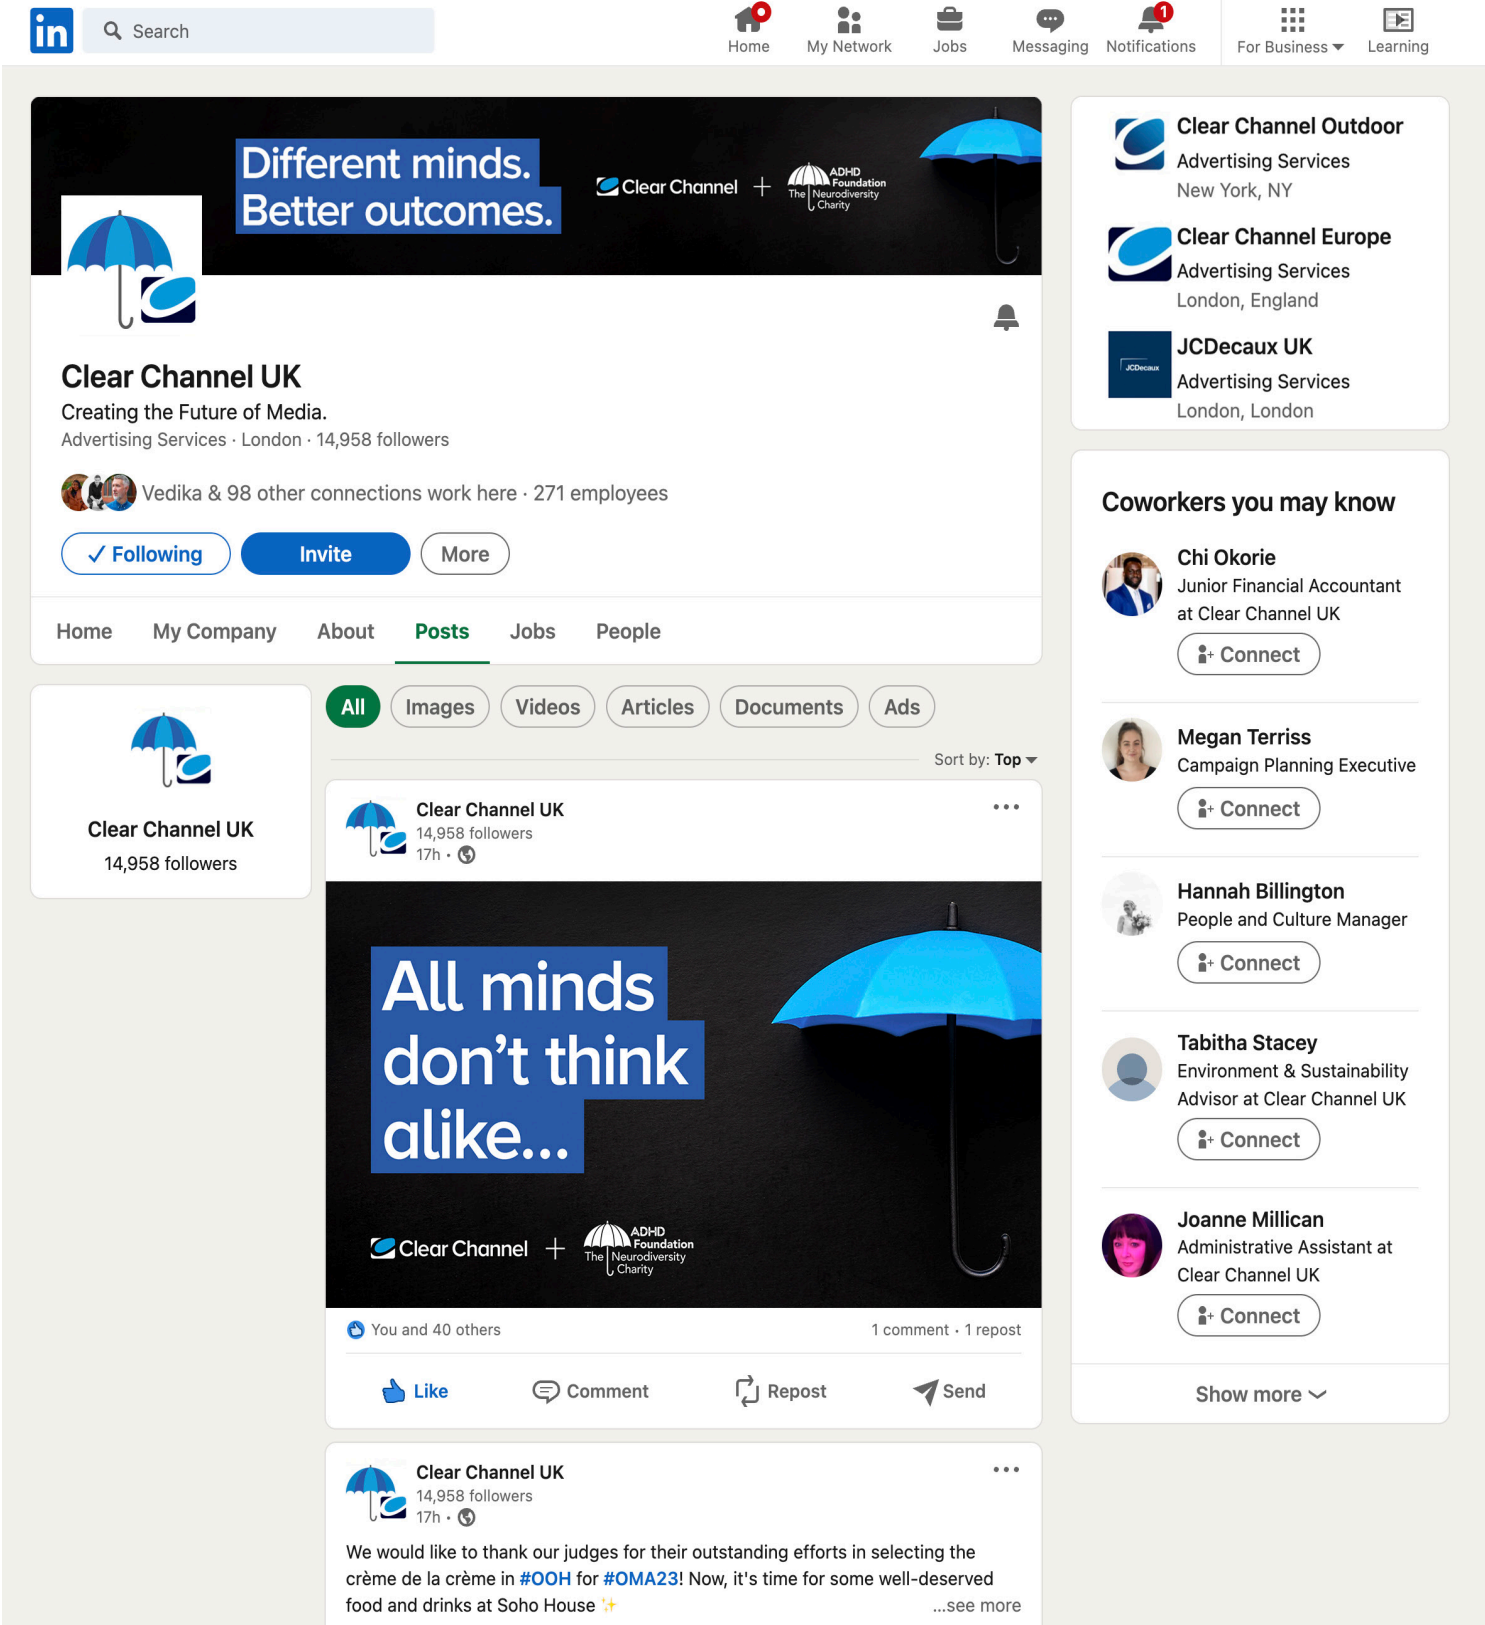 in
Search
Home
My Network
Jobs
Messaging
1
Notifications
For Business
Learning
Different minds.
Better outcomes.
Clear Channel
+
ADHD
Foundation
The Neurodiversity
Charity
Clear Channel UK
Creating the Future of Media.
Advertising Services · London · 14,958 followers
Vedika & 98 other connections work here · 271 employees
Following
Invite
More
Home
My Company
About
Posts
Jobs
People
Clear Channel UK
14,958 followers
All
Images
Videos
Articles
Documents
Ads
Sort by: Top
Clear Channel UK
14,958 followers
17h ·
All minds
don't think
alike...
Clear Channel
+
ADHD
Foundation
The Neurodiversity
Charity
You and 40 others
1 comment · 1 repost
Like
Comment
Repost
Send
Clear Channel UK
14,958 followers
17h ·
We would like to thank our judges for their outstanding efforts in selecting the
crème de la crème in #OOH for #OMA23! Now, it's time for some well-deserved
food and drinks at Soho House ✨
...see more
Clear Channel Outdoor
Advertising Services
New York, NY
Clear Channel Europe
Advertising Services
London, England
JCDecaux
JCDecaux UK
Advertising Services
London, London
Coworkers you may know
Chi Okorie
Junior Financial Accountant
at Clear Channel UK
Connect
Megan Terriss
Campaign Planning Executive
Connect
Hannah Billington
People and Culture Manager
Connect
Tabitha Stacey
Environment & Sustainability
Advisor at Clear Channel UK
Connect
Joanne Millican
Administrative Assistant at
Clear Channel UK
Connect
Show more